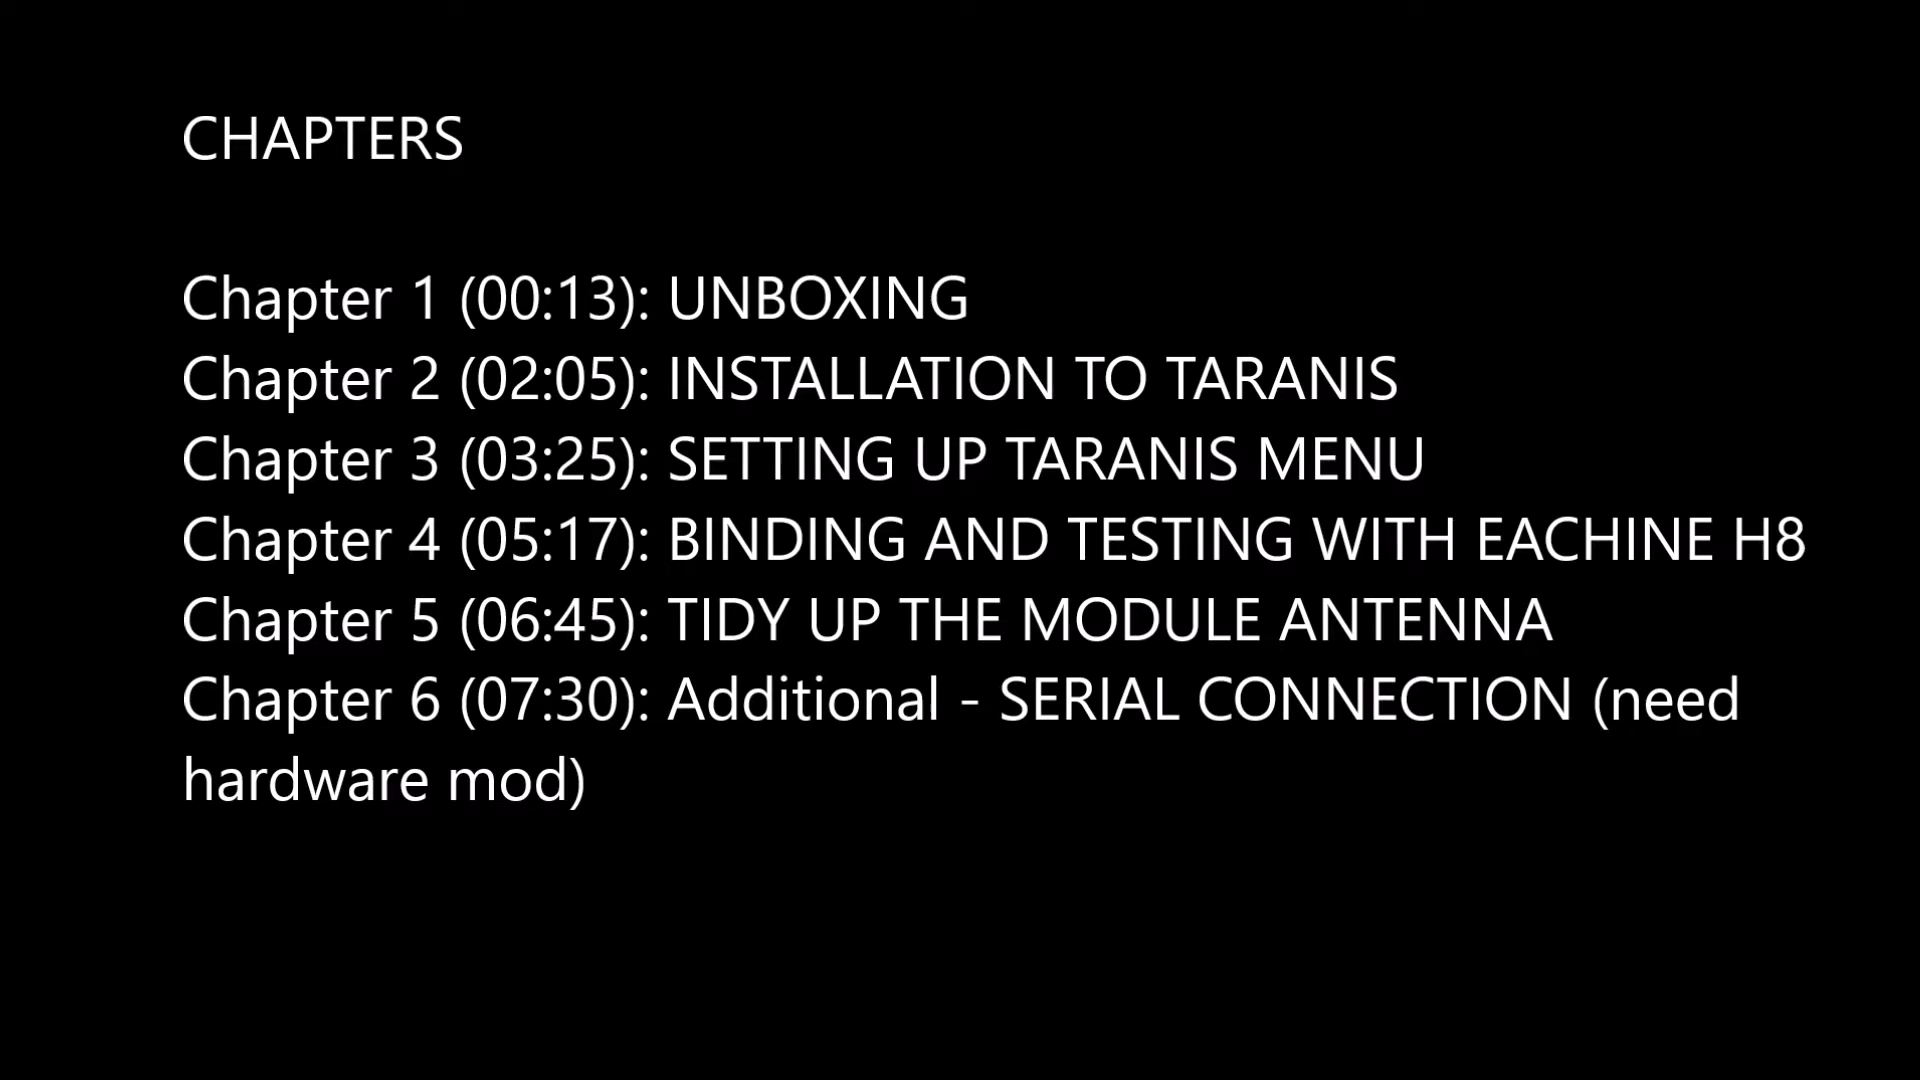 CHAPTERS
Chapter 1 (00:13): UNBOXING
Chapter 2 (02:05): INSTALLATION TO TARANIS
Chapter 3 (03:25): SETTING UP TARANIS MENU
Chapter 4 (05:17): BINDING AND TESTING WITH EACHINE H8
Chapter 5 (06:45): TIDY UP THE MODULE ANTENNA
Chapter 6 (07:30): Additional - SERIAL CONNECTION (need
hardware mod)